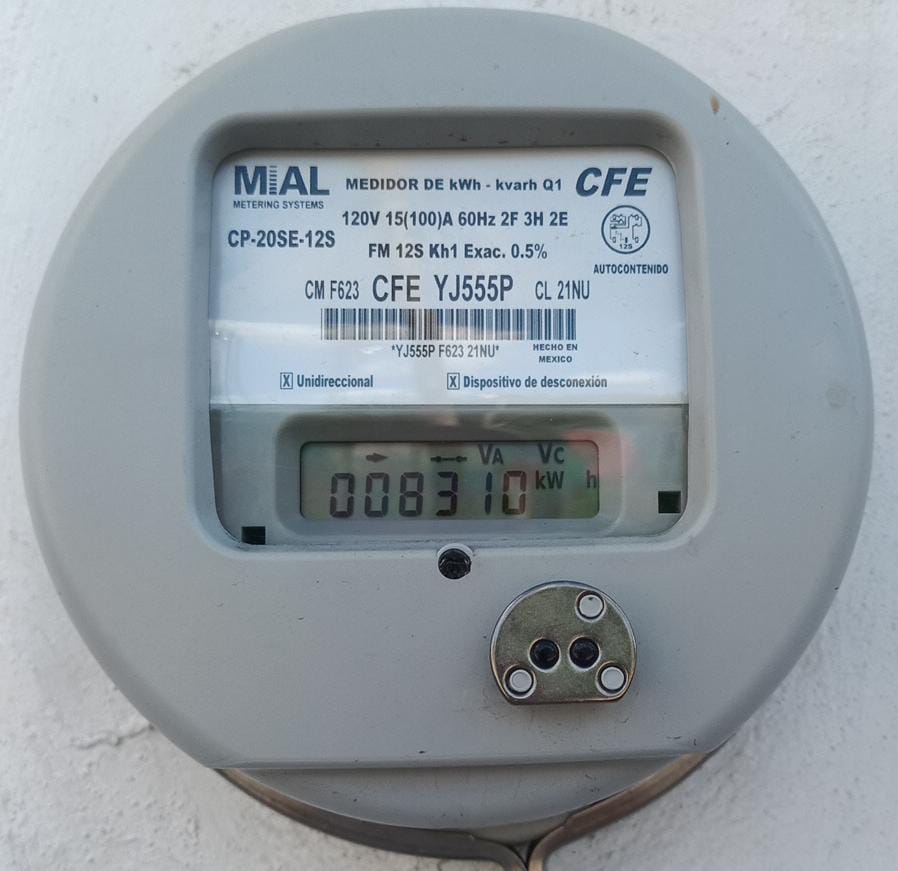 MIAL
METERING SYSTEMS
MEDIDOR DE kWh - kvarh Q1
CFE
120V 15(100)A 60Hz 2F 3H 2E
CP-20SE-12S
FM 12S Kh1 Exac. 0.5%
12S
AUTOCONTENIDO
CM F623 CFE YJ555P CL 21NU
*YJ555P F623 21NU*
HECHO EN
MEXICO
X Unidireccional
X Dispositivo de desconexión
VA VC
008310 kW h